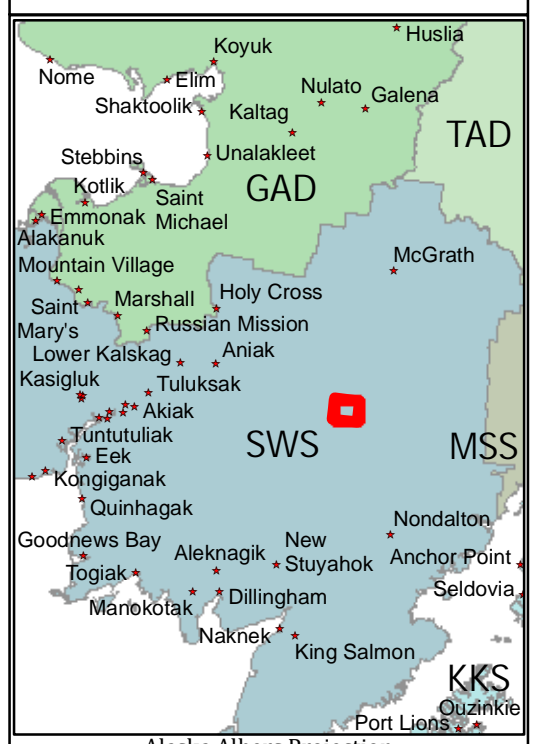 Huslia
Koyuk
Nome
Elim
Nulato
Galena
Shaktoolik
Kaltag
TAD
Stebbins
Unalakleet
Kotlik
GAD
Saint
Michael
Emmonak
Alakanuk
McGrath
Mountain Village
Holy Cross
Saint
Mary's
Marshall
Russian Mission
Lower Kalskag
Aniak
Kasigluk
Tuluksak
Akiak
Tuntutuliak
SWS
MSS
Eek
Kongiganak
Quinhagak
Nondalton
Goodnews Bay
Aleknagik
New
Stuyahok
Anchor Point
Togiak
Seldovia
Manokotak
Dillingham
Naknek
King Salmon
KKS
Ouzinkie
Port Lions
Alaska Albers Projection